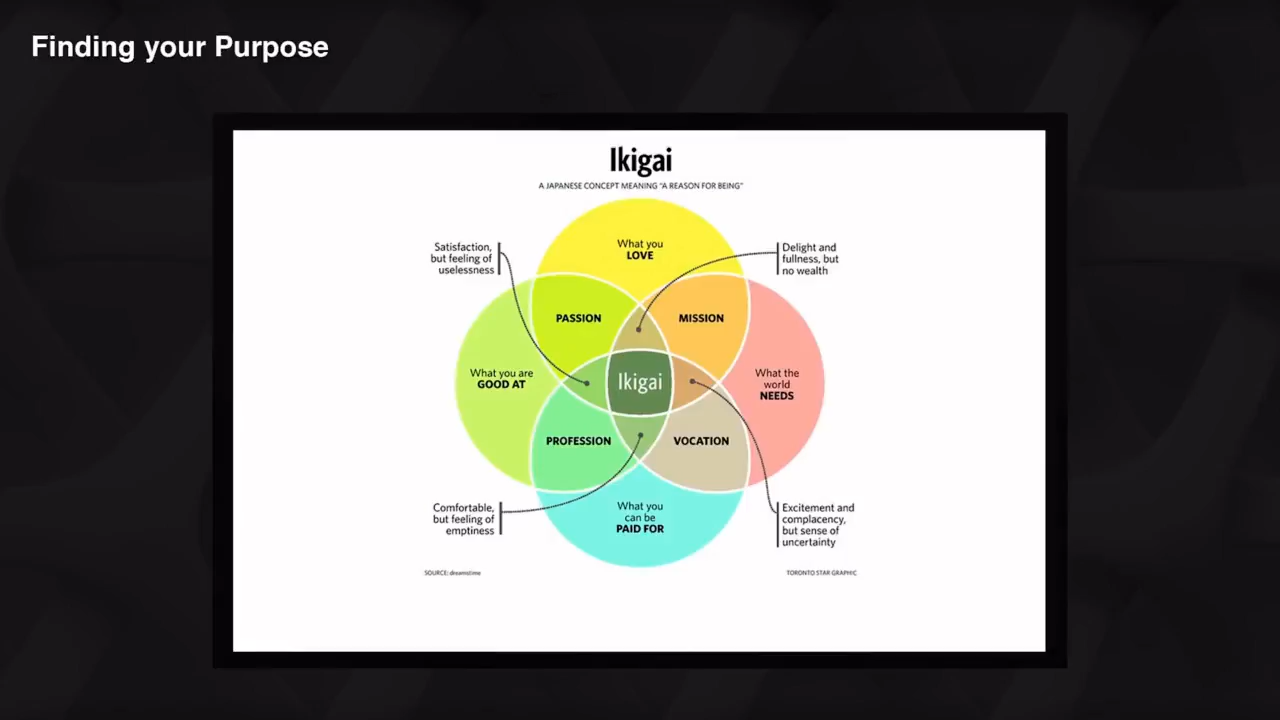 Finding your Purpose
Ikigai
A JAPANESE CONCEPT MEANING "A REASON FOR BEING"
Satisfaction,
but feeling of
uselessness
What you
LOVE
Delight and
fullness, but
no wealth
PASSION
MISSION
What you are
GOOD AT
Ikigai
What the
world
NEEDS
PROFESSION
VOCATION
Comfortable,
but feeling of
emptiness
What you
can be
PAID FOR
Excitement and
complacency,
but sense of
uncertainty
SOURCE: dreamstime
TORONTO STAR GRAPHIC